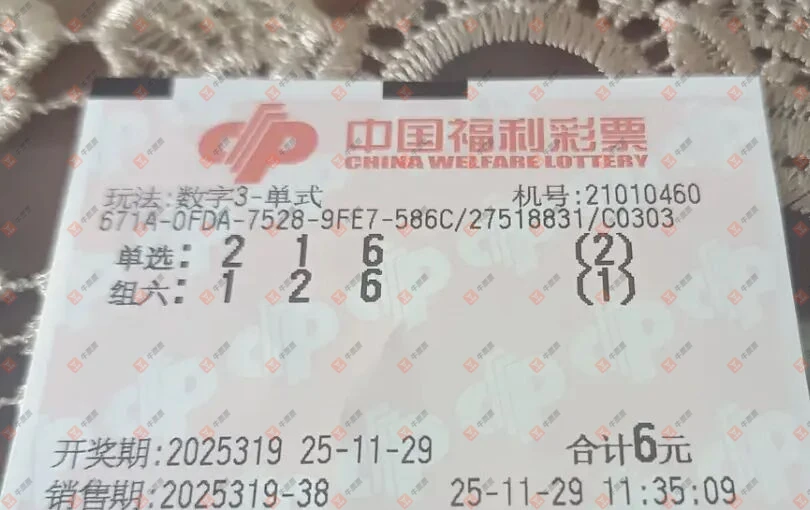 中国福利彩票
CHINA WELFARE LOTTERY
玩法:数字3-单式 机号:21010460
671A-0FDA-7528-9FE7-586C/27518831/C0303
单选: 2 1 6 (2)
组六: 1 2 6 (1)
开奖期:2025319 25-11-29 合计6元
销售期:2025319-38 25-11-29 11:35:09